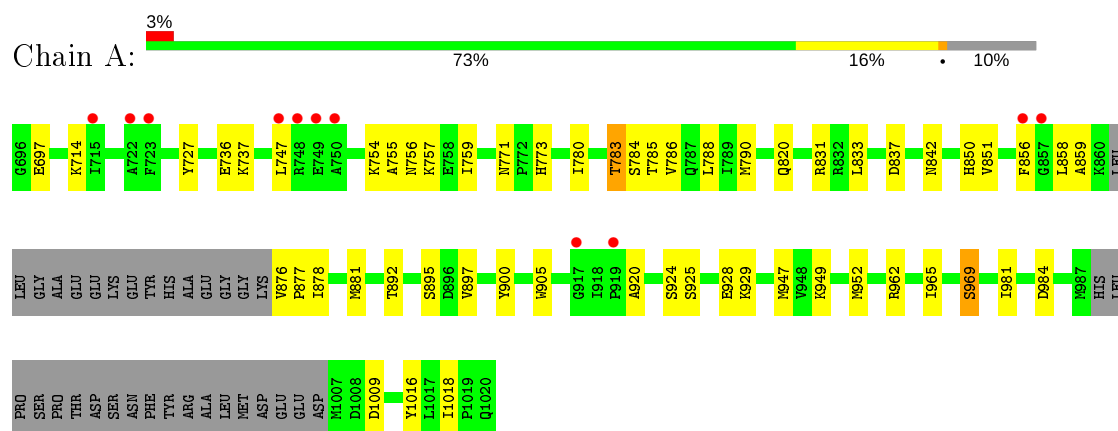 3%
Chain A:
73% 16% • 10%
G696 E697 K714 I715 A722 F723 Y727 E736 K737 L747 R748 E749 A750 K754 A755 N756 K757 E758 I759 N771 P772 H773 I780 T783 S784 T785 V786 Q787 L788 I789 M790 Q820 R831 R832 L833 D837 N842 H850 V851 F856 G857 L858 A859 K860 LEU
LEU GLY ALA GLU GLU LYS GLU TYR HIS ALA GLU GLY GLY LYS V876 P877 I878 M881 T892 S895 D896 V897 Y900 W905 G917 I918 P919 A920 S924 S925 E928 K929 M947 V948 K949 M952 R962 I965 S969 I981 D984 M987 HIS LEU
PRO SER PRO THR ASP SER ASN PHE TYR ARG ALA LEU MET ASP GLU GLU ASP M1007 D1008 D1009 Y1016 L1017 I1018 P1019 Q1020